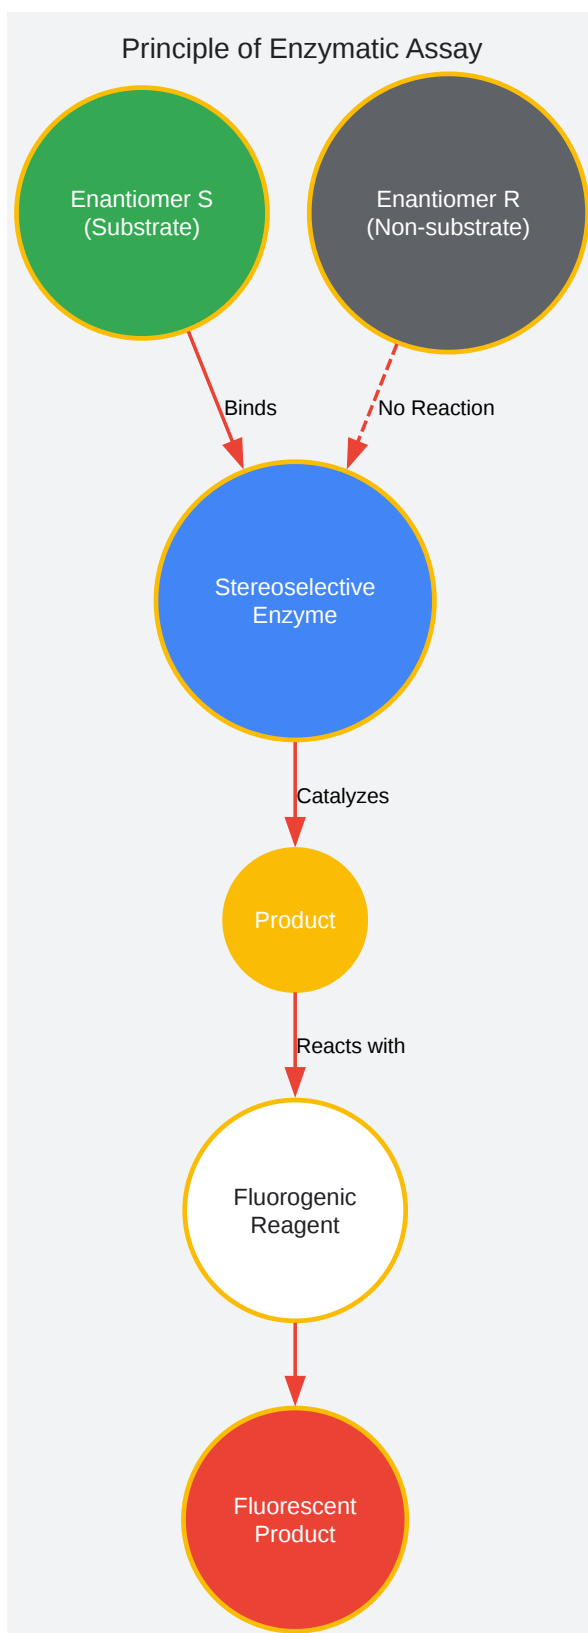 Principle of Enzymatic Assay
Enantiomer S
(Substrate)
Enantiomer R
(Non-substrate)
Binds
No Reaction
Stereoselective
Enzyme
Catalyzes
Product
Reacts with
Fluorogenic
Reagent
Fluorescent
Product